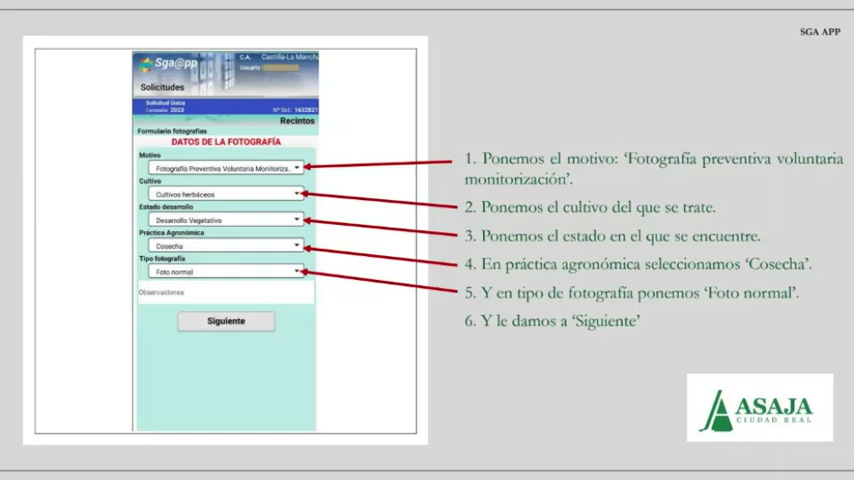 SGA APP
Sga@pp
C.A. Castilla-La Manch
Usuario
Solicitudes
Solicitud Única
Campaña 2022
Nº Sol.: 1622021
Recintos
Formulario fotografías
DATOS DE LA FOTOGRAFÍA
Motivo
Fotografía Preventiva Voluntaria Monitoriza..
Cultivo
Cultivos herbáceos
Estado desarrollo
Desarrollo Vegetativo
Práctica Agronómica
Cosecha
Tipo fotografía
Foto normal
Observaciones
Siguiente
1. Ponemos el motivo: ‘Fotografía preventiva voluntaria
monitorización’.
2. Ponemos el cultivo del que se trate.
3. Ponemos el estado en el que se encuentre.
4. En práctica agronómica seleccionamos ‘Cosecha’.
5. Y en tipo de fotografía ponemos ‘Foto normal’.
6. Y le damos a ‘Siguiente’
ASAJA
CIUDAD REAL